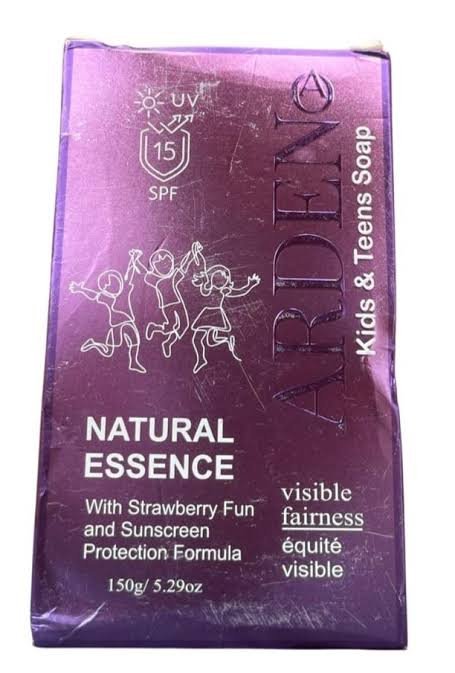 UV
15
SPF
ARDEN
A
Kids & Teens Soap
NATURAL
ESSENCE
With Strawberry Fun
and Sunscreen
Protection Formula
150g/ 5.29oz
visible
fairness
équité
visible